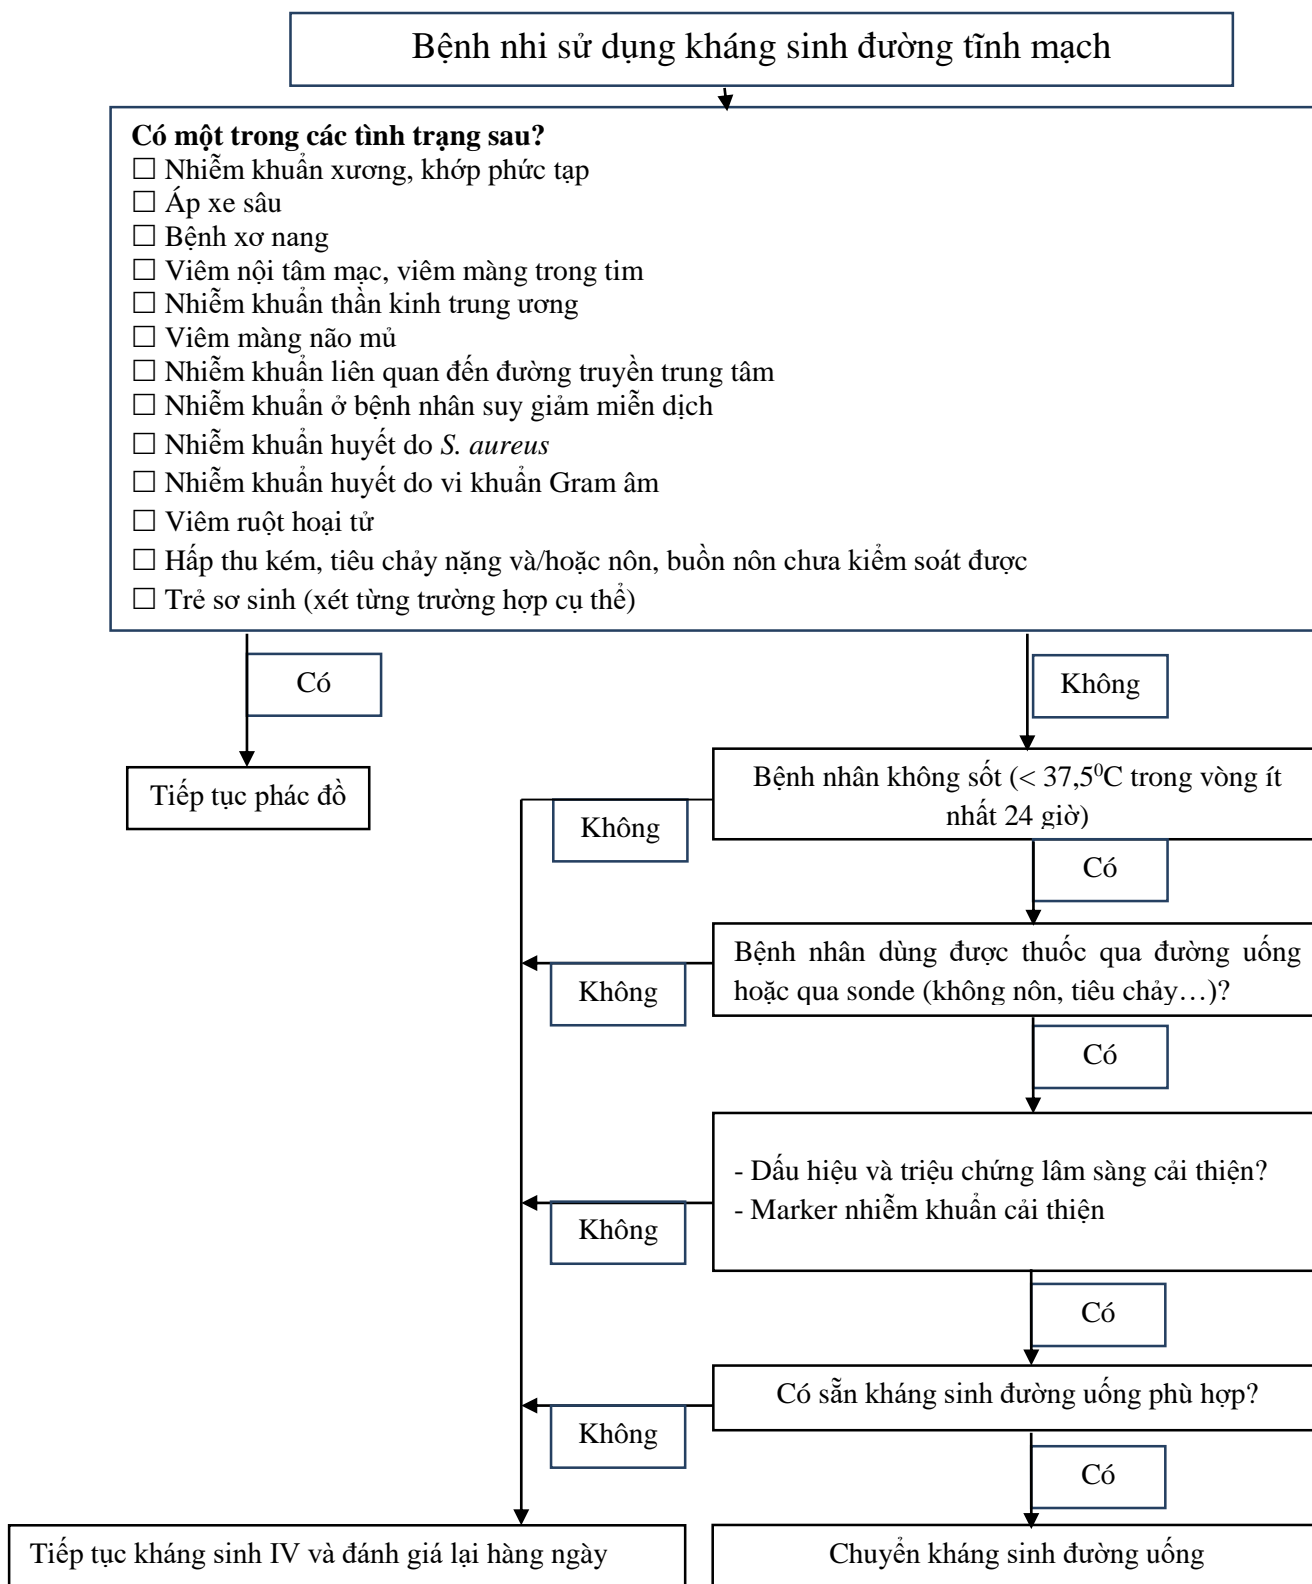 Bệnh nhi sử dụng kháng sinh đường tĩnh mạch
Có một trong các tình trạng sau?
☐ Nhiễm khuẩn xương, khớp phức tạp
☐ Áp xe sâu
☐ Bệnh xơ nang
☐ Viêm nội tâm mạc, viêm màng trong tim
☐ Nhiễm khuẩn thần kinh trung ương
☐ Viêm màng não mủ
☐ Nhiễm khuẩn liên quan đến đường truyền trung tâm
☐ Nhiễm khuẩn ở bệnh nhân suy giảm miễn dịch
☐ Nhiễm khuẩn huyết do S. aureus
☐ Nhiễm khuẩn huyết do vi khuẩn Gram âm
☐ Viêm ruột hoại tử
☐ Hấp thu kém, tiêu chảy nặng và/hoặc nôn, buồn nôn chưa kiểm soát được
☐ Trẻ sơ sinh (xét từng trường hợp cụ thể)
Có
Không
Tiếp tục phác đồ
Bệnh nhân không sốt (< 37,5⁰C trong vòng ít
nhất 24 giờ)
Không
Có
Bệnh nhân dùng được thuốc qua đường uống
hoặc qua sonde (không nôn, tiêu chảy…)?
Không
Có
- Dấu hiệu và triệu chứng lâm sàng cải thiện?
- Marker nhiễm khuẩn cải thiện
Không
Có
Có sẵn kháng sinh đường uống phù hợp?
Không
Có
Tiếp tục kháng sinh IV và đánh giá lại hàng ngày
Chuyển kháng sinh đường uống